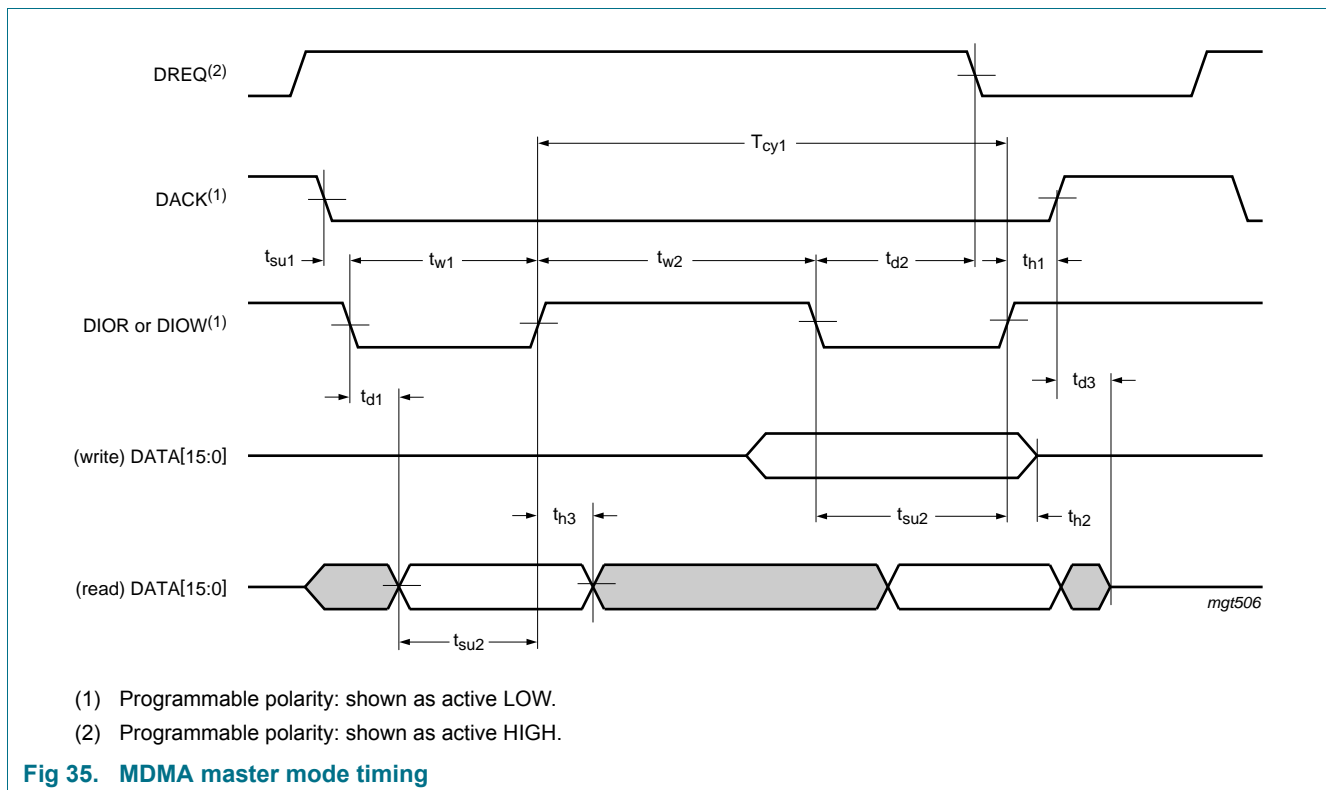 DREQ(2)
Tcy1
DACK(1)
tsu1
tw1
tw2
td2
th1
DIOR or DIOW(1)
td1
td3
(write) DATA[15:0]
th3
tsu2
th2
(read) DATA[15:0]
mgt506
tsu2
(1) Programmable polarity: shown as active LOW.
(2) Programmable polarity: shown as active HIGH.
Fig 35. MDMA master mode timing